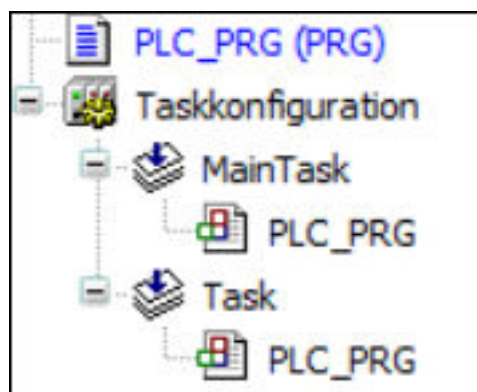 PLC_PRG (PRG)
Taskkonfiguration
MainTask
PLC_PRG
Task
PLC_PRG